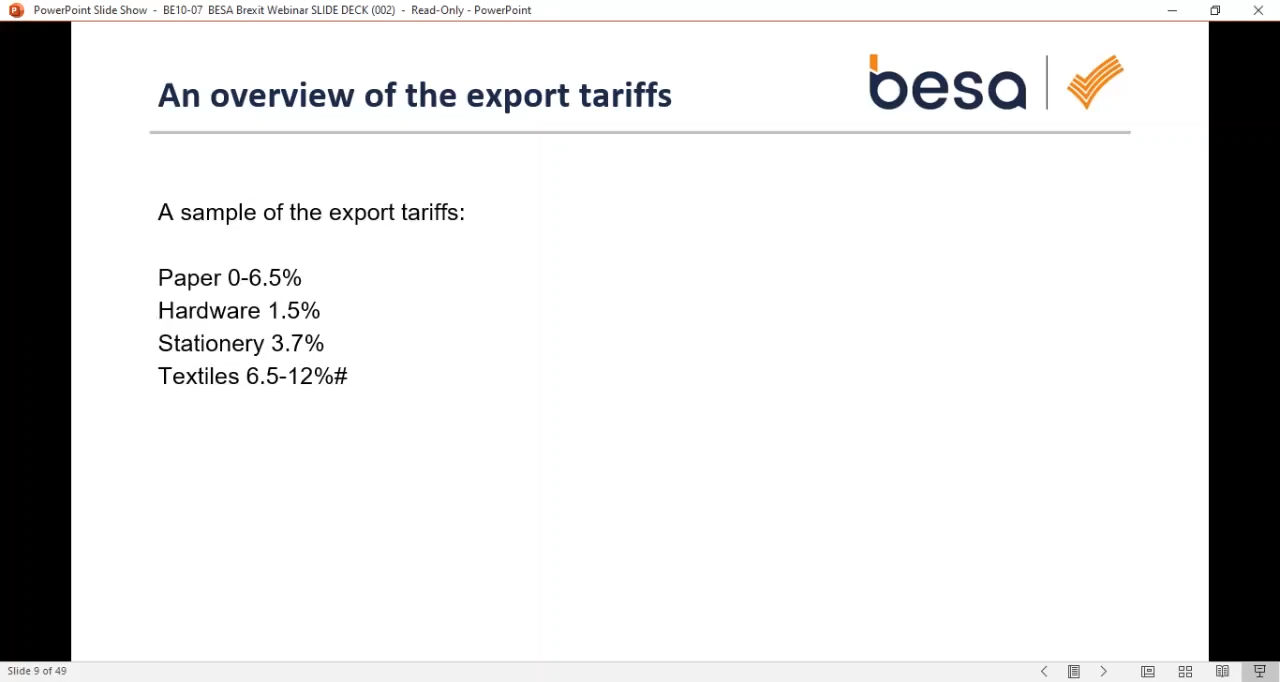 PowerPoint Slide Show - BE10-07 BESA Brexit Webinar SLIDE DECK (002) - Read-Only - PowerPoint
An overview of the export tariffs
besa
A sample of the export tariffs:
Paper 0-6.5%
Hardware 1.5%
Stationery 3.7%
Textiles 6.5-12%#
Slide 9 of 49